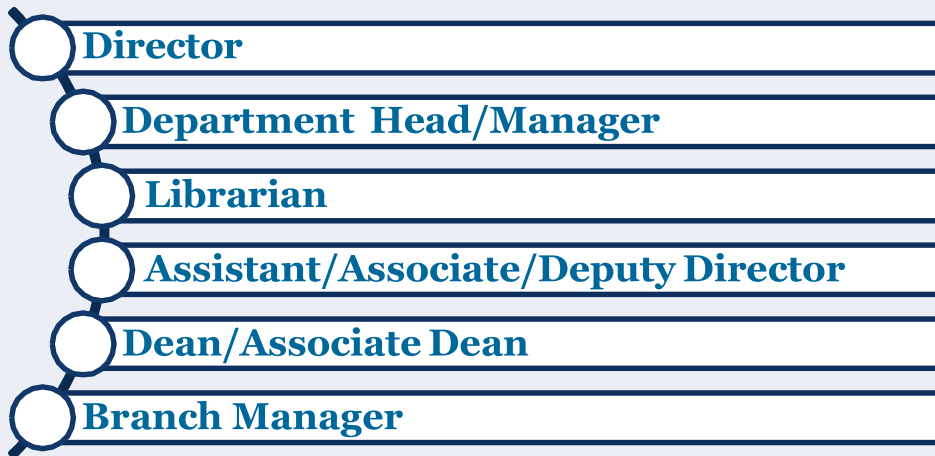 Director
Department Head/Manager
Librarian
Assistant/Associate/Deputy Director
Dean/Associate Dean
Branch Manager